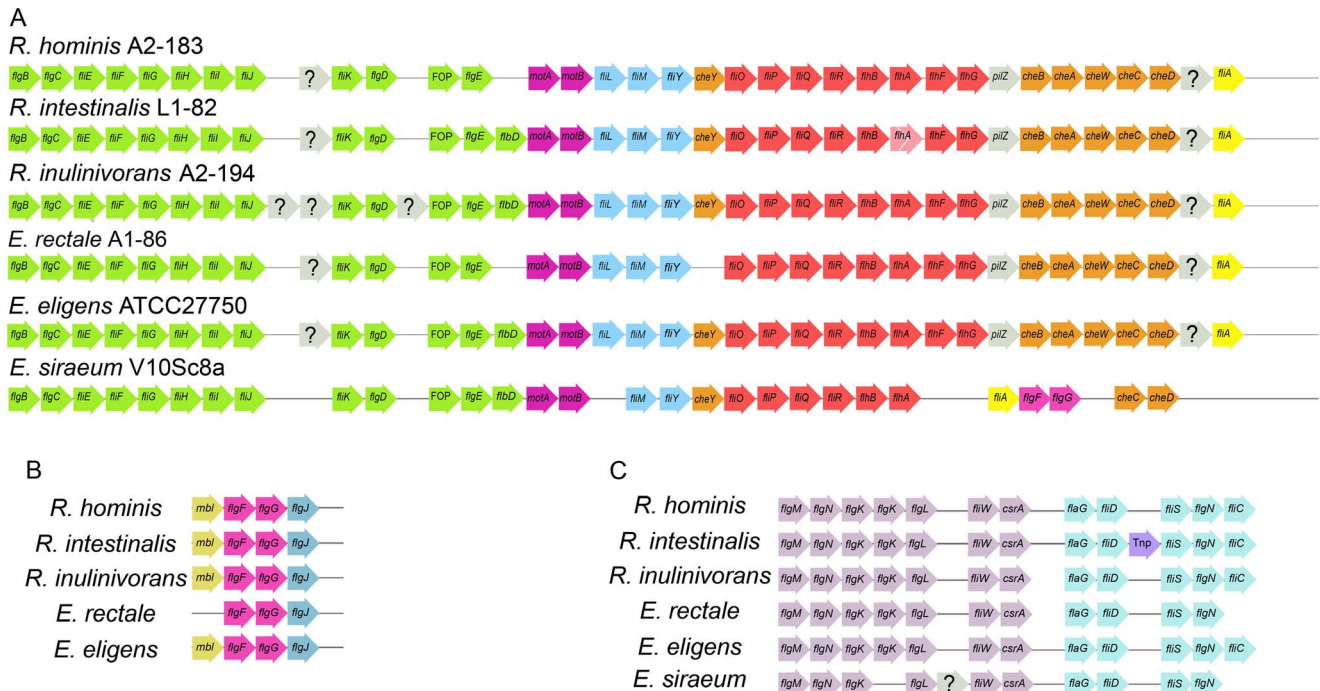 A
R. hominis A2-183
flgB flgC fliE fliF fliG fliH fliI fliJ ? fliK flgD FOP flgE motA motB fliL fliM fliY cheY fliO fliP fliQ fliR flhB flhA flhF flhG pilZ cheB cheA cheW cheC cheD ? fliA
R. intestinalis L1-82
flgB flgC fliE fliF fliG fliH fliI fliJ ? fliK flgD FOP flgE flbD motA motB fliL fliM fliY cheY fliO fliP fliQ fliR flhB flhA flhF flhG pilZ cheB cheA cheW cheC cheD ? fliA
R. inulinivorans A2-194
flgB flgC fliE fliF fliG fliH fliI fliJ ? ? fliK flgD ? FOP flgE flbD motA motB fliL fliM fliY cheY fliO fliP fliQ fliR flhB flhA flhF flhG pilZ cheB cheA cheW cheC cheD ? fliA
E. rectale A1-86
flgB flgC fliE fliF fliG fliH fliI fliJ ? fliK flgD FOP flgE motA motB fliL fliM fliY fliO fliP fliQ fliR flhB flhA flhF flhG pilZ cheB cheA cheW cheC cheD ? fliA
E. eligens ATCC27750
flgB flgC fliE fliF fliG fliH fliI fliJ ? fliK flgD FOP flgE flbD motA motB fliL fliM fliY cheY fliO fliP fliQ fliR flhB flhA flhF flhG pilZ cheB cheA cheW cheC cheD ? fliA
E. siraeum V10Sc8a
flgB flgC fliE fliF fliG fliH fliI fliJ fliK flgD FOP flgE flbD motA motB fliM fliY cheY fliO fliP fliQ fliR flhB flhA fliA flgF flgG cheC cheD
B
R. hominis mbl flgF flgG flgJ
R. intestinalis mbl flgF flgG flgJ
R. inulinivorans mbl flgF flgG flgJ
E. rectale flgF flgG flgJ
E. eligens mbl flgF flgG flgJ
C
R. hominis flgM flgN flgK flgK flgL fliW csrA flaG fliD fliS flgN fliC
R. intestinalis flgM flgN flgK flgK flgL fliW csrA flaG fliD Tnp fliS flgN fliC
R. inulinivorans flgM flgN flgK flgK flgL fliW csrA flaG fliD fliS flgN fliC
E. rectale flgM flgN flgK flgK flgL fliW csrA flaG fliD fliS flgN
E. eligens flgM flgN flgK flgK flgL fliW csrA flaG fliD fliS flgN fliC
E. siraeum flgM flgN flgK flgL ? fliW csrA flaG fliD fliS flgN